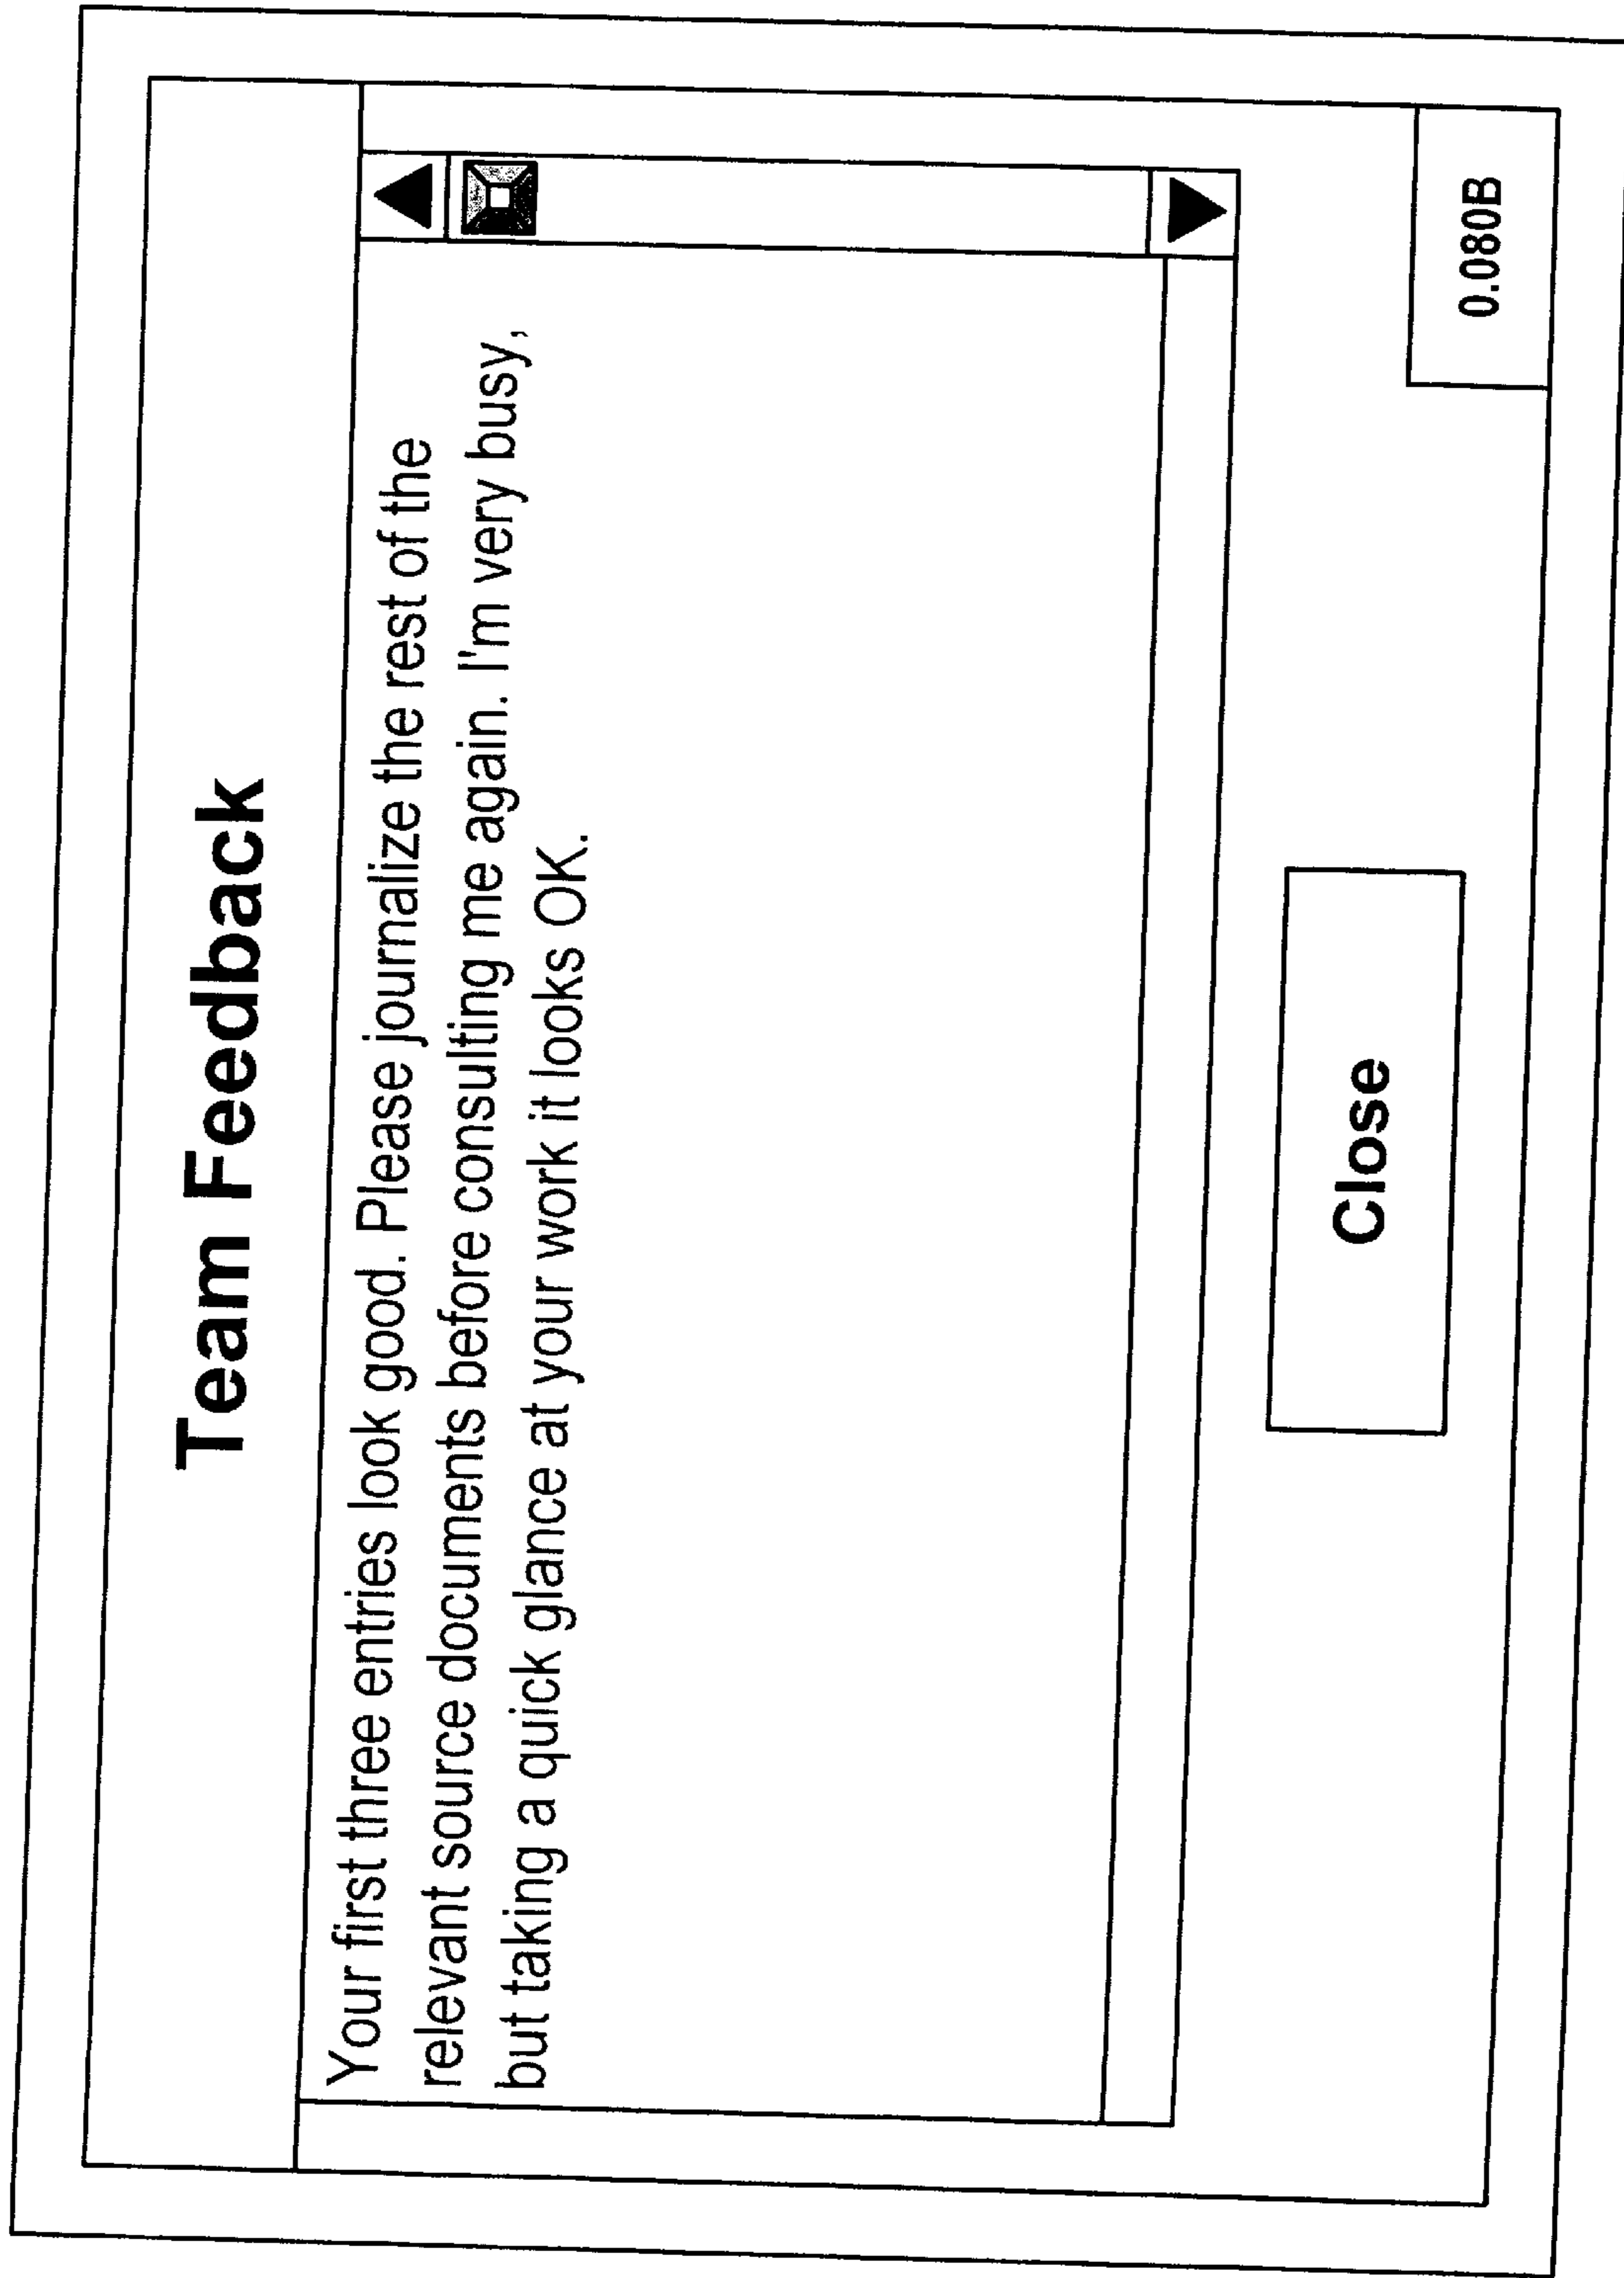 Team Feedback
Your first three entries look good. Please journalize the rest of the
relevant source documents before consulting me again. I'm very busy,
but taking a quick glance at your work it looks OK.
Close
0.080B